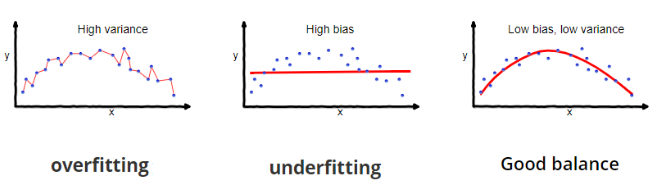 High variance
y
x
overfitting
High bias
y
x
underfitting
Low bias, low variance
y
x
Good balance